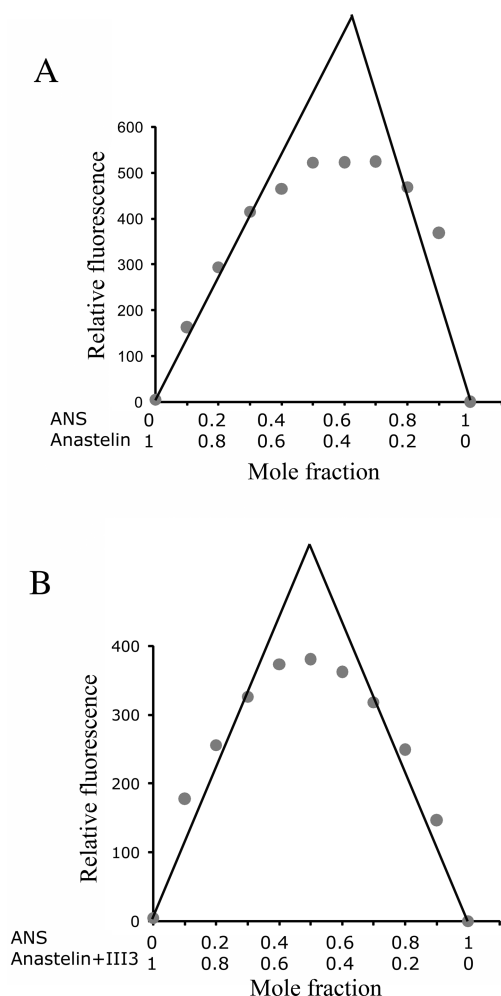 A
Relative fluorescence
600
500
400
300
200
100
0
ANS 0 0.2 0.4 0.6 0.8 1
Anastelin 1 0.8 0.6 0.4 0.2 0
Mole fraction
B
Relative fluorescence
400
300
200
100
0
ANS 0 0.2 0.4 0.6 0.8 1
Anastelin+III3 1 0.8 0.6 0.4 0.2 0
Mole fraction